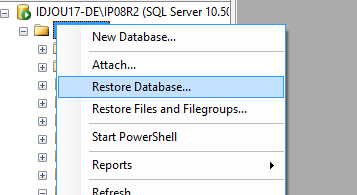 IDJOU17-DE\IP08R2 (SQL Server 10.50
New Database...
Attach...
Restore Database...
Restore Files and Filegroups...
Start PowerShell
Reports
Refresh